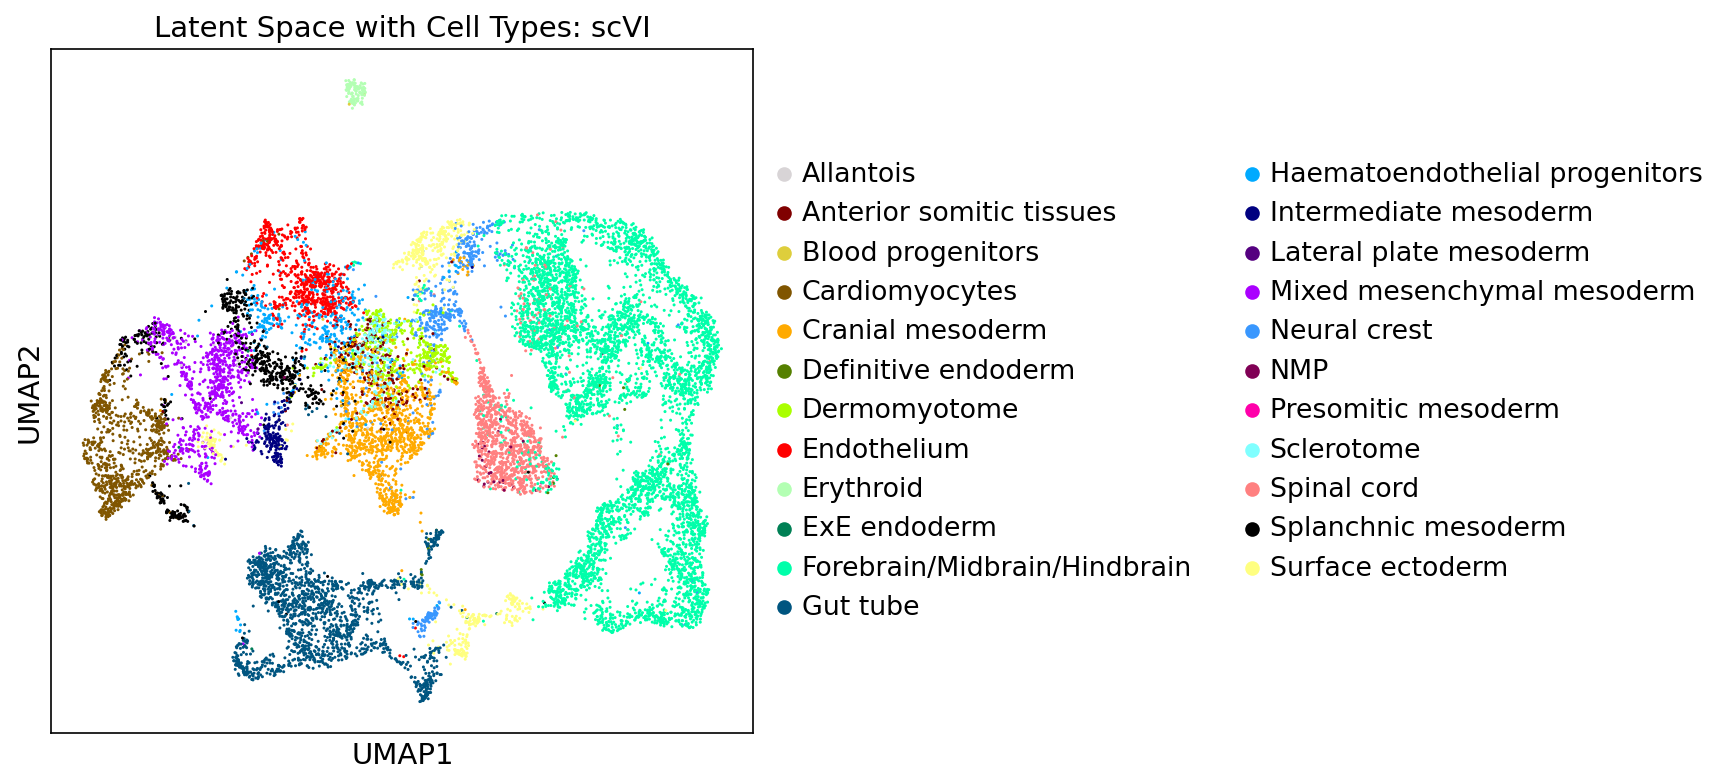 Latent Space with Cell Types: scVI
UMAP2
UMAP1
Allantois
Anterior somitic tissues
Blood progenitors
Cardiomyocytes
Cranial mesoderm
Definitive endoderm
Dermomyotome
Endothelium
Erythroid
ExE endoderm
Forebrain/Midbrain/Hindbrain
Gut tube
Haematoendothelial progenitors
Intermediate mesoderm
Lateral plate mesoderm
Mixed mesenchymal mesoderm
Neural crest
NMP
Presomitic mesoderm
Sclerotome
Spinal cord
Splanchnic mesoderm
Surface ectoderm